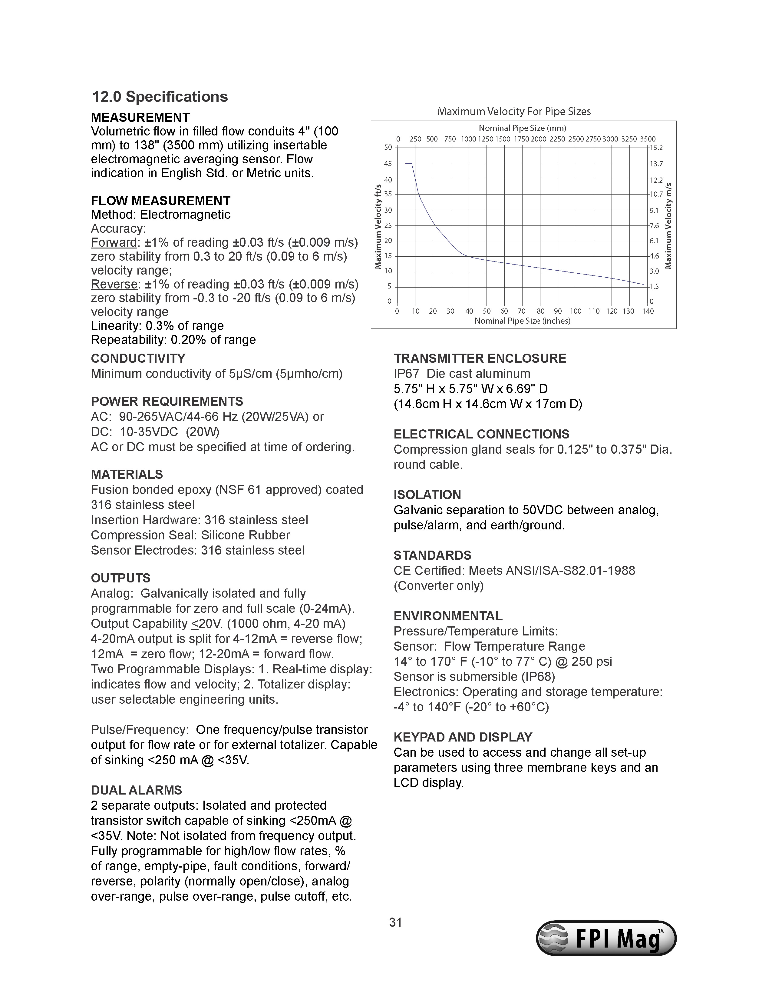 12.0 Specifications
MEASUREMENT
Volumetric flow in filled flow conduits 4" (100
mm) to 138" (3500 mm) utilizing insertable
electromagnetic averaging sensor. Flow
indication in English Std. or Metric units.
FLOW MEASUREMENT
Method: Electromagnetic
Accuracy:
Forward: ±1% of reading ±0.03 ft/s (±0.009 m/s)
zero stability from 0.3 to 20 ft/s (0.09 to 6 m/s)
velocity range;
Reverse: ±1% of reading ±0.03 ft/s (±0.009 m/s)
zero stability from -0.3 to -20 ft/s (0.09 to 6 m/s)
velocity range
Linearity: 0.3% of range
Repeatability: 0.20% of range
Maximum Velocity For Pipe Sizes
Nominal Pipe Size (mm)
0 250 500 750 1000 1250 1500 1750 2000 2250 2500 2750 3000 3250 3500
50 15.2
45 13.7
40 12.2
35 10.7
30 9.1
25 7.6
20 6.1
15 4.6
10 3.0
5 1.5
0 0
Maximum Velocity ft/s
Maximum Velocity m/s
0 10 20 30 40 50 60 70 80 90 100 110 120 130 140
Nominal Pipe Size (inches)
CONDUCTIVITY
Minimum conductivity of 5µS/cm (5µmho/cm)
POWER REQUIREMENTS
AC: 90-265VAC/44-66 Hz (20W/25VA) or
DC: 10-35VDC (20W)
AC or DC must be specified at time of ordering.
MATERIALS
Fusion bonded epoxy (NSF 61 approved) coated
316 stainless steel
Insertion Hardware: 316 stainless steel
Compression Seal: Silicone Rubber
Sensor Electrodes: 316 stainless steel
OUTPUTS
Analog: Galvanically isolated and fully
programmable for zero and full scale (0-24mA).
Output Capability <20V. (1000 ohm, 4-20 mA)
4-20mA output is split for 4-12mA = reverse flow;
12mA = zero flow; 12-20mA = forward flow.
Two Programmable Displays: 1. Real-time display:
indicates flow and velocity; 2. Totalizer display:
user selectable engineering units.
Pulse/Frequency: One frequency/pulse transistor
output for flow rate or for external totalizer. Capable
of sinking <250 mA @ <35V.
DUAL ALARMS
2 separate outputs: Isolated and protected
transistor switch capable of sinking <250mA @
<35V. Note: Not isolated from frequency output.
Fully programmable for high/low flow rates, %
of range, empty-pipe, fault conditions, forward/
reverse, polarity (normally open/close), analog
over-range, pulse over-range, pulse cutoff, etc.
TRANSMITTER ENCLOSURE
IP67 Die cast aluminum
5.75" H x 5.75" W x 6.69" D
(14.6cm H x 14.6cm W x 17cm D)
ELECTRICAL CONNECTIONS
Compression gland seals for 0.125" to 0.375" Dia.
round cable.
ISOLATION
Galvanic separation to 50VDC between analog,
pulse/alarm, and earth/ground.
STANDARDS
CE Certified: Meets ANSI/ISA-S82.01-1988
(Converter only)
ENVIRONMENTAL
Pressure/Temperature Limits:
Sensor: Flow Temperature Range
14° to 170° F (-10° to 77° C) @ 250 psi
Sensor is submersible (IP68)
Electronics: Operating and storage temperature:
-4° to 140°F (-20° to +60°C)
KEYPAD AND DISPLAY
Can be used to access and change all set-up
parameters using three membrane keys and an
LCD display.
31
FPI Mag™